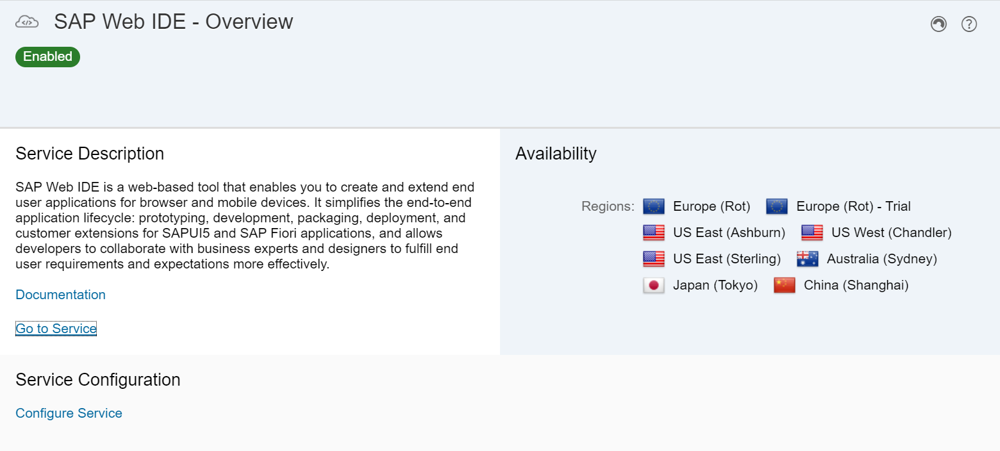 SAP Web IDE - Overview
Enabled
Service Description
SAP Web IDE is a web-based tool that enables you to create and extend end
user applications for browser and mobile devices. It simplifies the end-to-end
application lifecycle: prototyping, development, packaging, deployment, and
customer extensions for SAPUI5 and SAP Fiori applications, and allows
developers to collaborate with business experts and designers to fulfill end
user requirements and expectations more effectively.
Documentation
Go to Service
Availability
Regions: Europe (Rot) Europe (Rot) - Trial
US East (Ashburn) US West (Chandler)
US East (Sterling) Australia (Sydney)
Japan (Tokyo) China (Shanghai)
Service Configuration
Configure Service